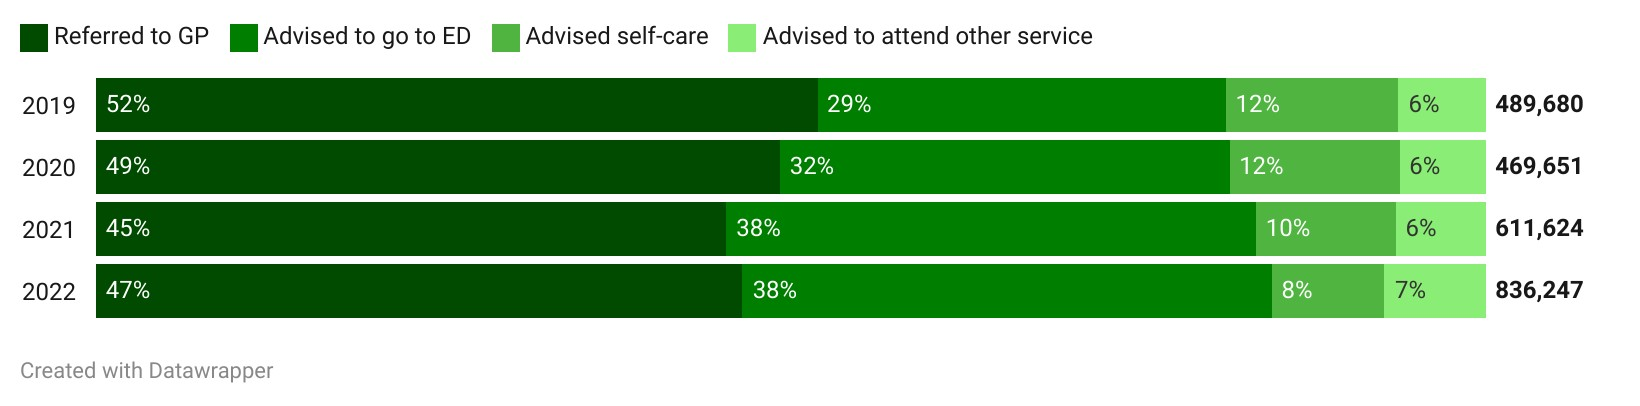 Referred to GP Advised to go to ED Advised self-care Advised to attend other service
2019 52% 29% 12% 6% 489,680
2020 49% 32% 12% 6% 469,651
2021 45% 38% 10% 6% 611,624
2022 47% 38% 8% 7% 836,247
Created with Datawrapper